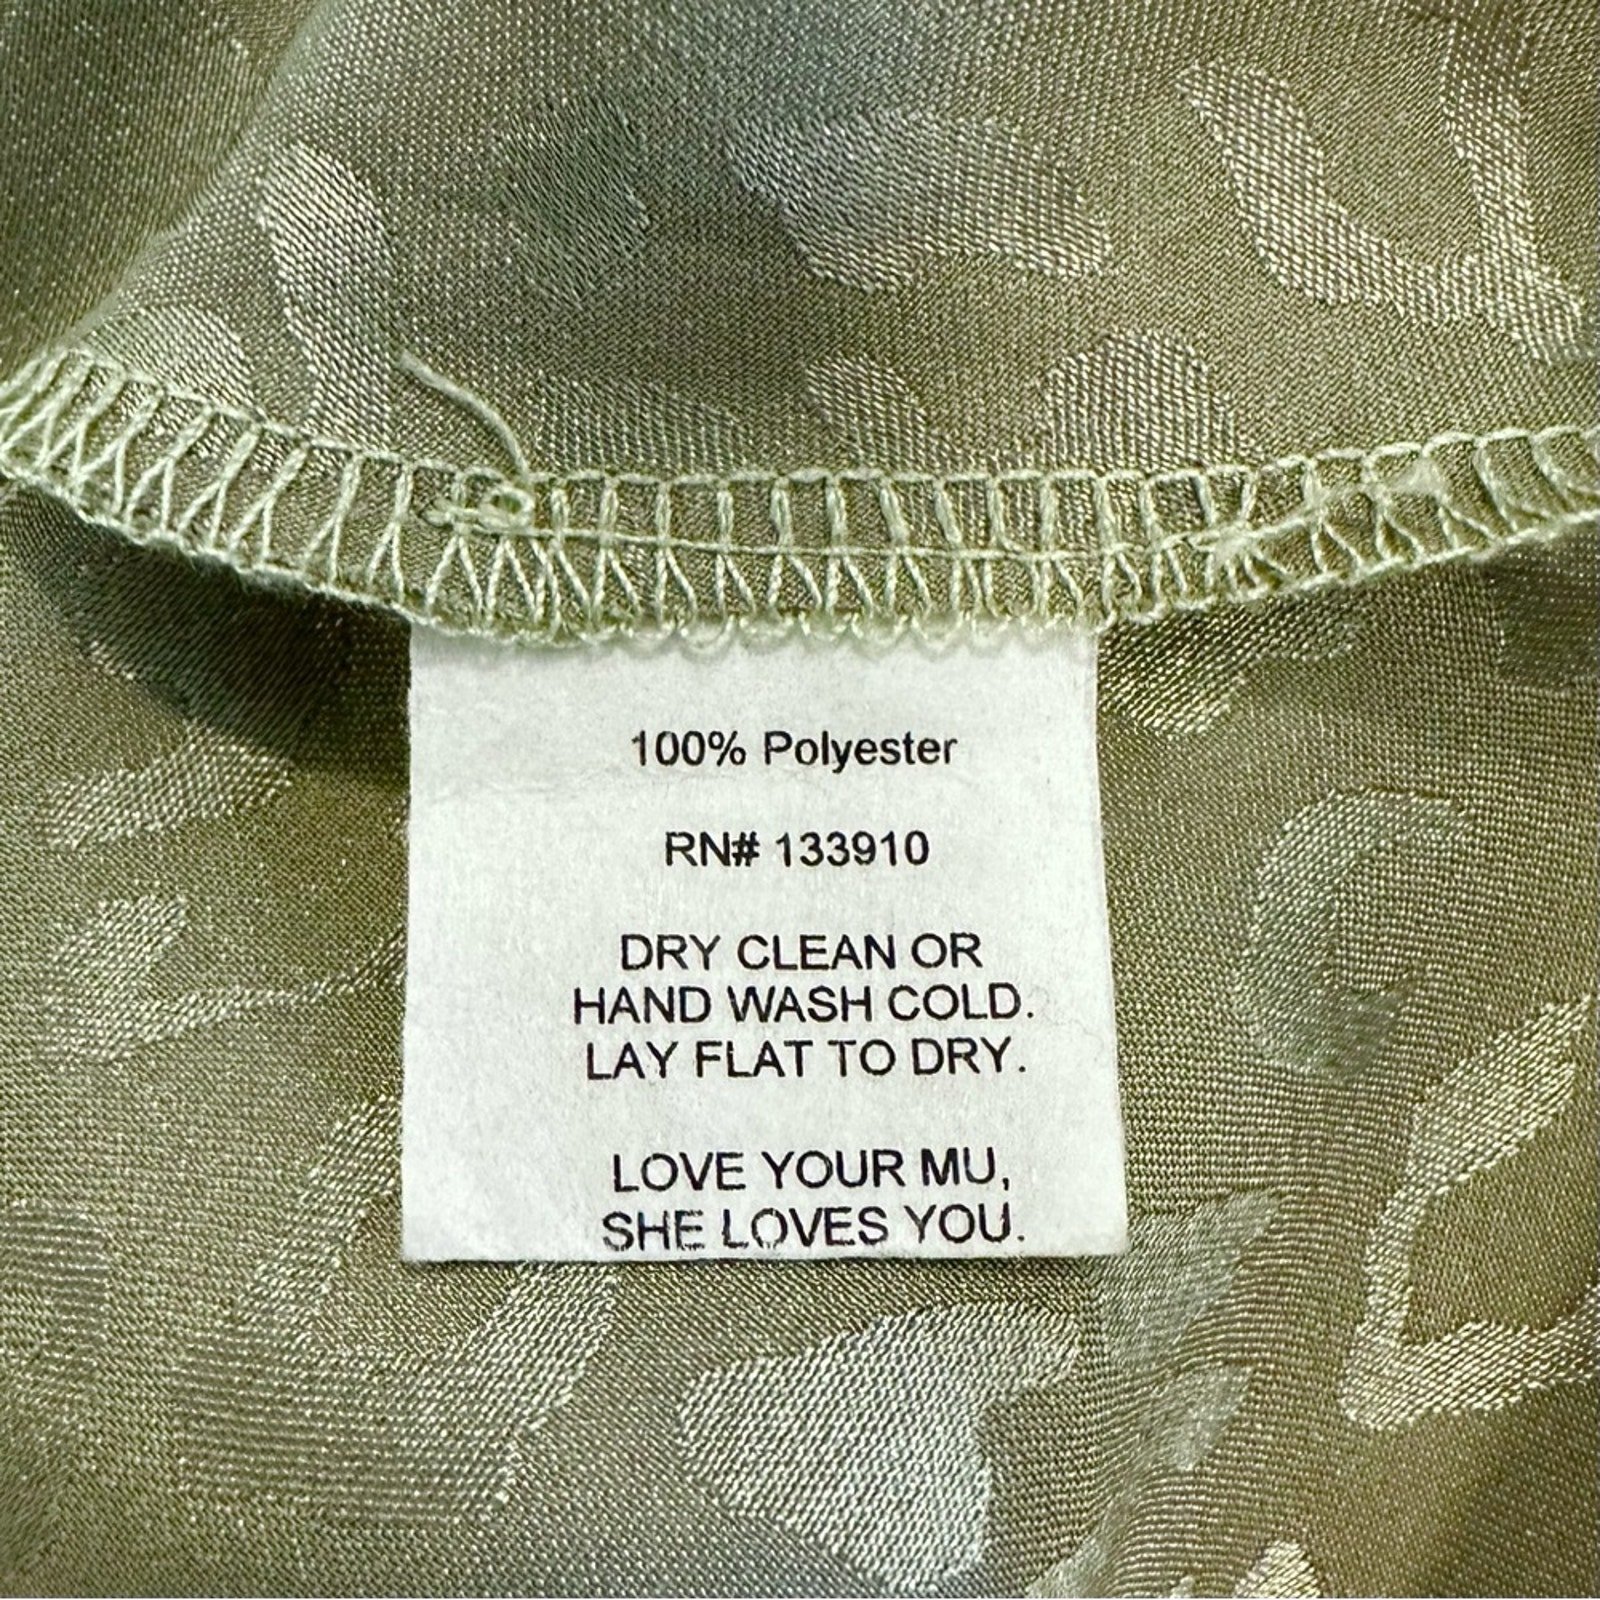 100% Polyester
RN# 133910
DRY CLEAN OR
HAND WASH COLD.
LAY FLAT TO DRY.
LOVE YOUR MU,
SHE LOVES YOU.